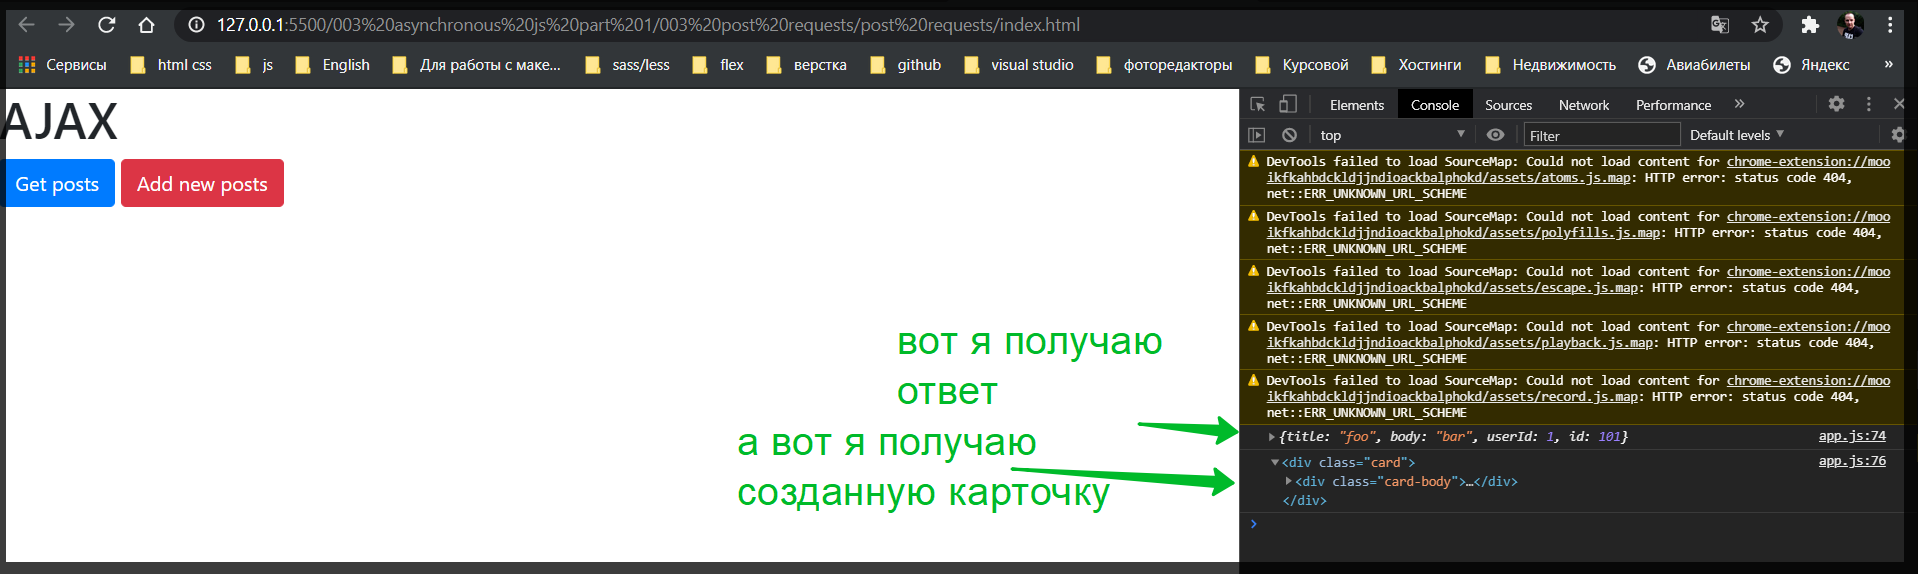 127.0.0.1:5500/003%20asynchronous%20js%20part%201/003%20post%20requests/post%20requests/index.html
Сервисы html css js English Для работы с маке... sass/less flex верстка github visual studio фоторедакторы Курсовой Хостинги Недвижимость Авиабилеты Яндекс »
AJAX
Get posts Add new posts
вот я получаю
ответ
а вот я получаю
созданную карточку
Elements Console Sources Network Performance »
top Filter Default levels
DevTools failed to load SourceMap: Could not load content for chrome-extension://moo
ikfkahbdckldjjndioackbalphokd/assets/atoms.js.map: HTTP error: status code 404,
net::ERR_UNKNOWN_URL_SCHEME
DevTools failed to load SourceMap: Could not load content for chrome-extension://moo
ikfkahbdckldjjndioackbalphokd/assets/polyfills.js.map: HTTP error: status code 404,
net::ERR_UNKNOWN_URL_SCHEME
DevTools failed to load SourceMap: Could not load content for chrome-extension://moo
ikfkahbdckldjjndioackbalphokd/assets/escape.js.map: HTTP error: status code 404,
net::ERR_UNKNOWN_URL_SCHEME
DevTools failed to load SourceMap: Could not load content for chrome-extension://moo
ikfkahbdckldjjndioackbalphokd/assets/playback.js.map: HTTP error: status code 404,
net::ERR_UNKNOWN_URL_SCHEME
DevTools failed to load SourceMap: Could not load content for chrome-extension://moo
ikfkahbdckldjjndioackbalphokd/assets/record.js.map: HTTP error: status code 404,
net::ERR_UNKNOWN_URL_SCHEME
{title: "foo", body: "bar", userId: 1, id: 101} app.js:74
<div class="card"> app.js:76
<div class="card-body">…</div>
</div>